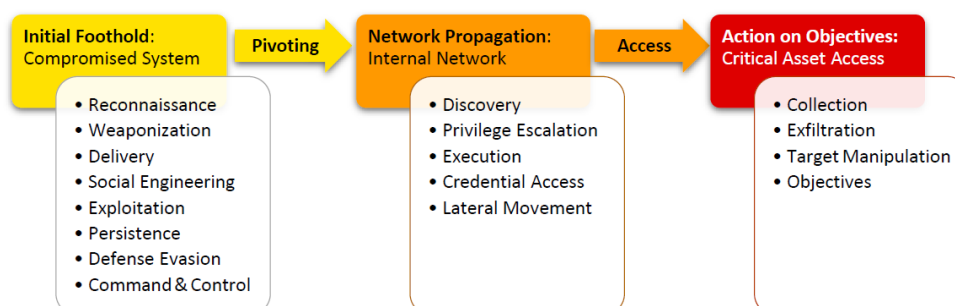 Initial Foothold:
Compromised System
• Reconnaissance
• Weaponization
• Delivery
• Social Engineering
• Exploitation
• Persistence
• Defense Evasion
• Command & Control
Pivoting
Network Propagation:
Internal Network
• Discovery
• Privilege Escalation
• Execution
• Credential Access
• Lateral Movement
Access
Action on Objectives:
Critical Asset Access
• Collection
• Exfiltration
• Target Manipulation
• Objectives